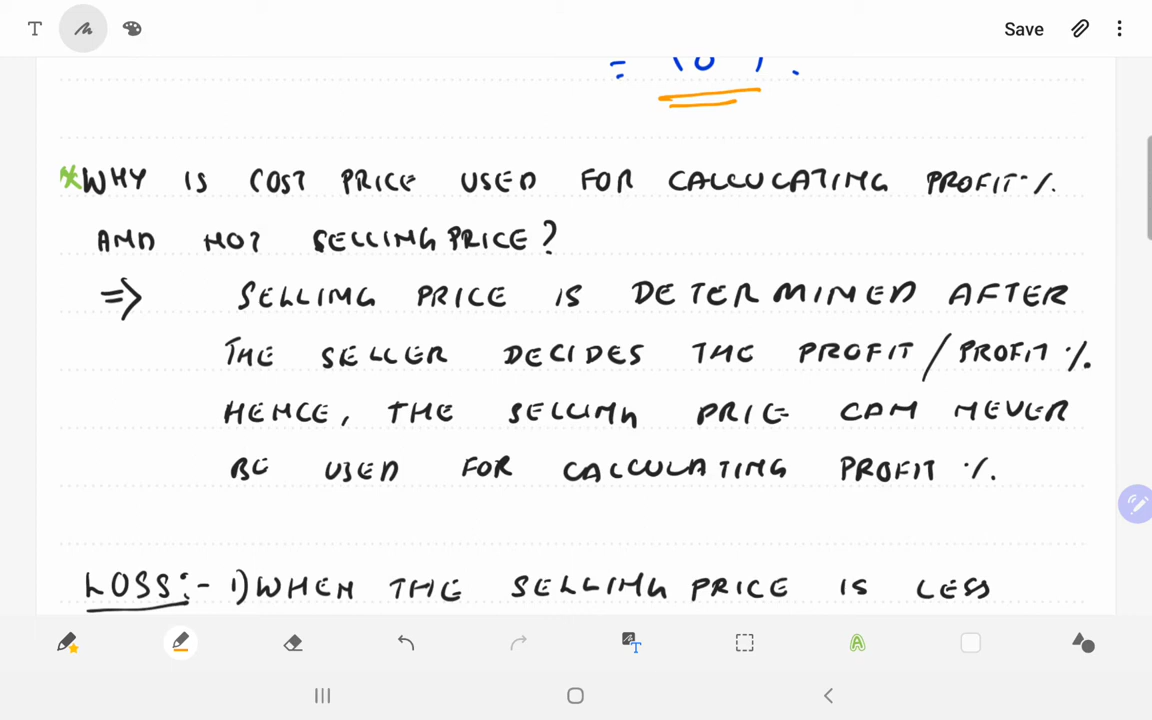 T Save
= 10 %.
*WHY IS COST PRICE USED FOR CALCULATING PROFIT %
AND NOT SELLING PRICE?
⇒ SELLING PRICE IS DETERMINED AFTER
THE SELLER DECIDES THE PROFIT / PROFIT %.
HENCE, THE SELLING PRICE CAN NEVER
BE USED FOR CALCULATING PROFIT %.
LOSS:- 1) WHEN THE SELLING PRICE IS LESS
T
A